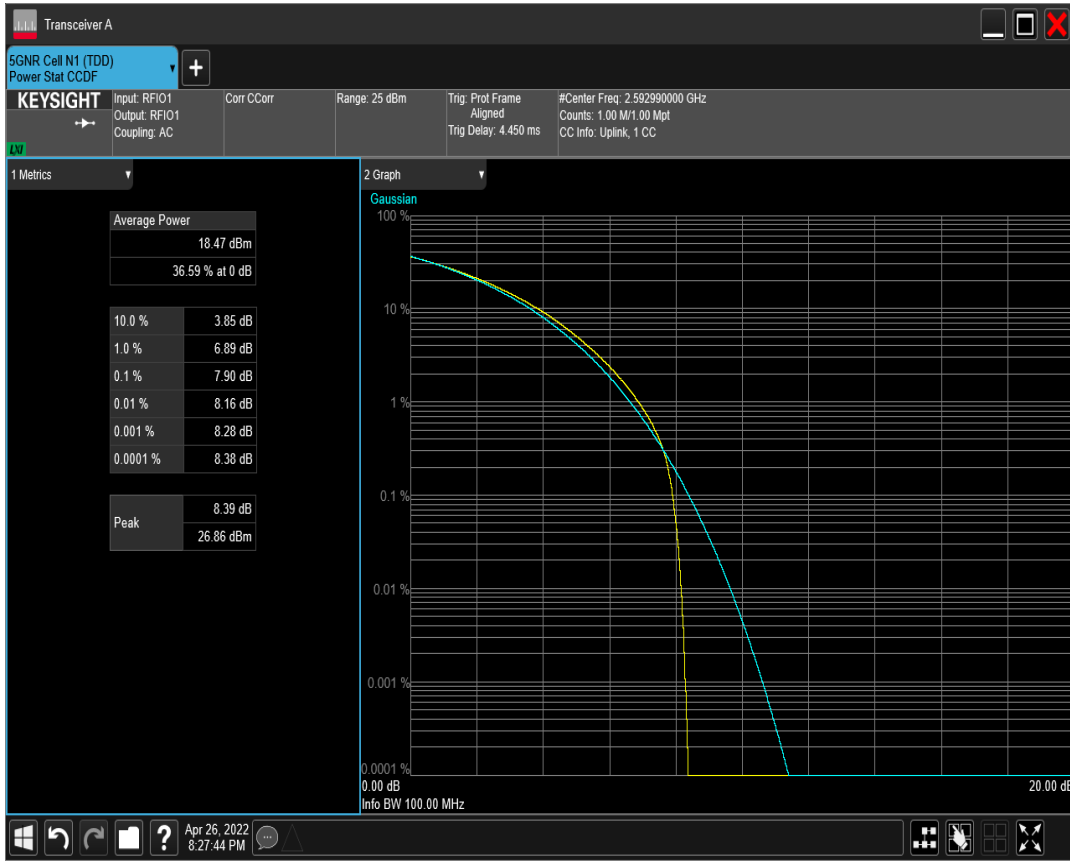 Transceiver A
5GNR Cell N1 (TDD)
Power Stat CCDF
+
KEYSIGHT
LXI
Input: RFIO1
Output: RFIO1
Coupling: AC
Corr CCorr
Range: 25 dBm
Trig: Prot Frame
Aligned
Trig Delay: 4.450 ms
#Center Freq: 2.592990000 GHz
Counts: 1.00 M/1.00 Mpt
CC Info: Uplink, 1 CC
1 Metrics
Average Power
18.47 dBm
36.59 % at 0 dB
10.0 % 3.85 dB
1.0 % 6.89 dB
0.1 % 7.90 dB
0.01 % 8.16 dB
0.001 % 8.28 dB
0.0001 % 8.38 dB
Peak
8.39 dB
26.86 dBm
2 Graph
Gaussian
100 %
10 %
1 %
0.1 %
0.01 %
0.001 %
0.0001 %
0.00 dB 20.00 dB
Info BW 100.00 MHz
?
Apr 26, 2022
8:27:44 PM